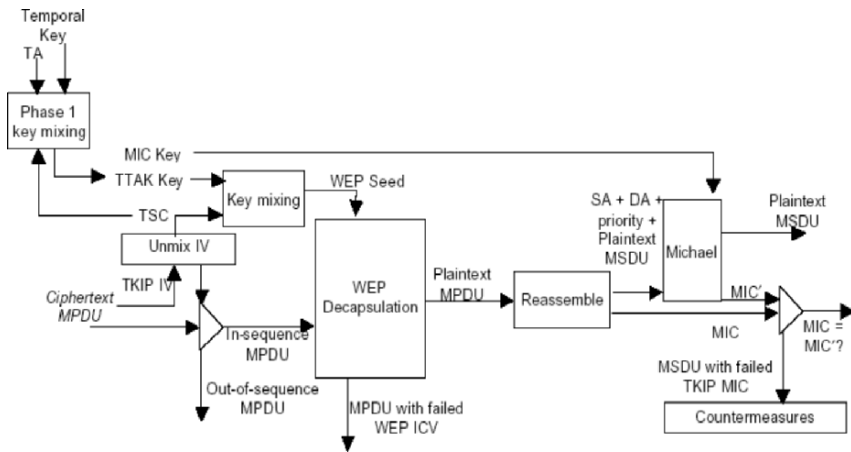 Temporal
Key
TA
Phase 1
key mixing
MIC Key
TTAK Key
TSC
Key mixing
WEP Seed
Unmix IV
TKIP IV
Ciphertext
MPDU
In-sequence
MPDU
Out-of-sequence
MPDU
WEP
Decapsulation
MPDU with failed
WEP ICV
Plaintext
MPDU
Reassemble
SA + DA +
priority +
Plaintext
MSDU
Michael
Plaintext
MSDU
MIC′
MIC
MIC =
MIC′?
MSDU with failed
TKIP MIC
Countermeasures